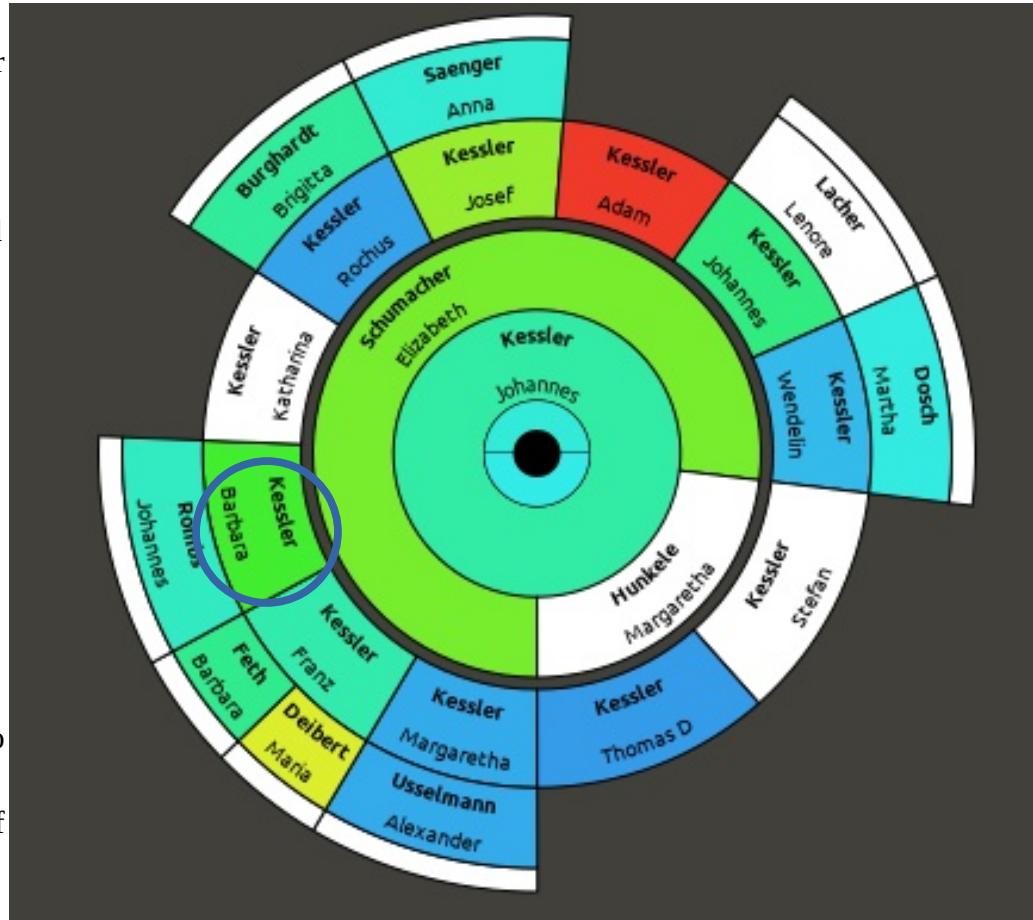 Saenger
Anna
Burghardt
Brigitta
Kessler
Josef
Kessler
Adam
Kessler
Rochus
Lacher
Lenore
Kessler
Johannes
Schumacher
Elizabeth
Kessler
Johannes
Kessler
Katharina
Kessler
Wendelin
Dosch
Martha
Kessler
Barbara
Johannes
Hunkele
Margaretha
Kessler
Stefan
Kessler
Franz
Feth
Barbara
Deibert
Maria
Kessler
Margaretha
Kessler
Thomas D
Usselmann
Alexander